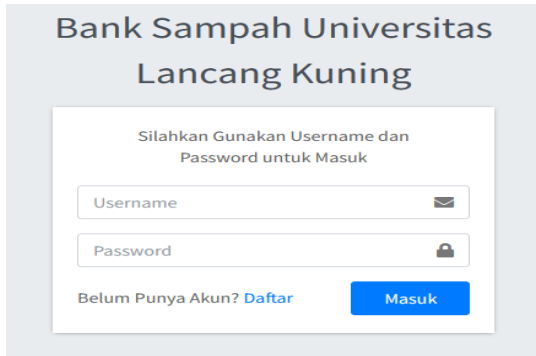 Bank Sampah Universitas
Lancang Kuning
Silahkan Gunakan Username dan
Password untuk Masuk
Username
Password
Belum Punya Akun? Daftar
Masuk